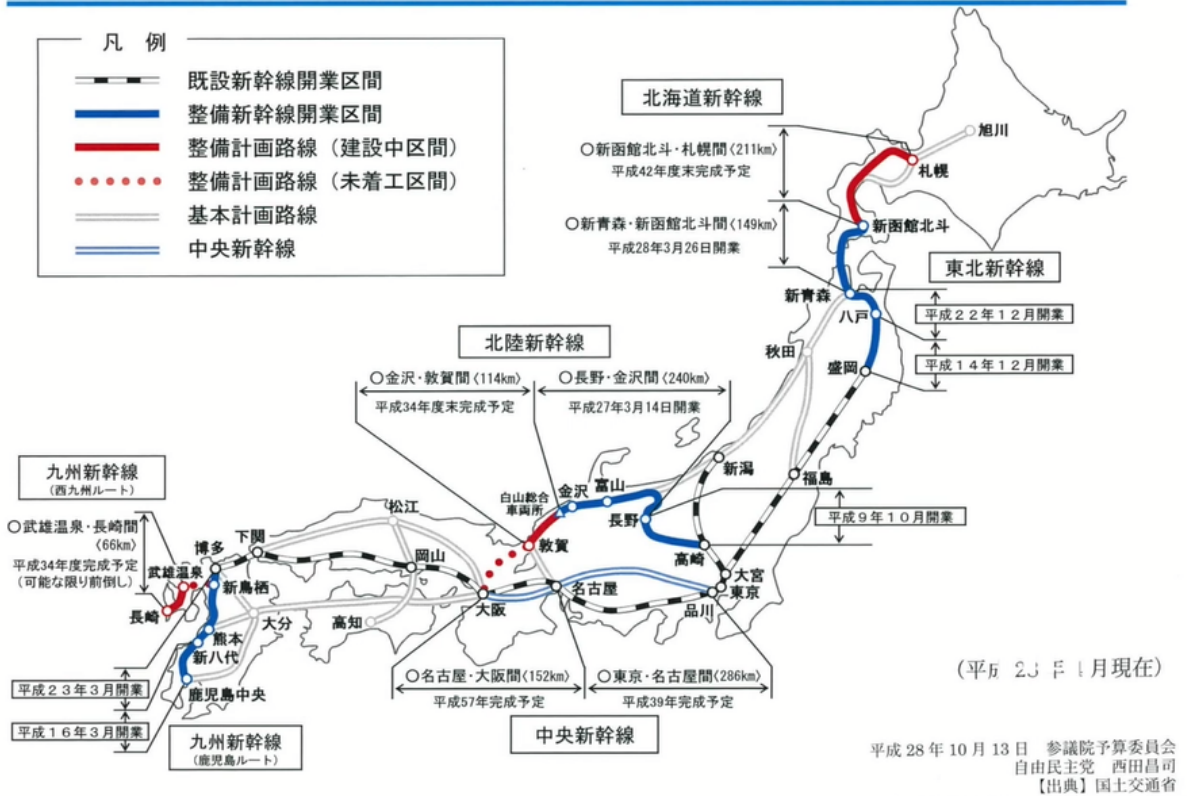 凡 例
既設新幹線開業区間
整備新幹線開業区間
整備計画路線（建設中区間）
整備計画路線（未着工区間）
基本計画路線
中央新幹線
北海道新幹線
〇新函館北斗・札幌間〈211km〉
平成42年度末完成予定
〇新青森・新函館北斗間〈149km〉
平成28年3月26日開業
旭川
札幌
新函館北斗
東北新幹線
新青森
八戸
平成22年12月開業
秋田
盛岡
平成14年12月開業
北陸新幹線
〇金沢・敦賀間〈114km〉
平成34年度末完成予定
〇長野・金沢間〈240km〉
平成27年3月14日開業
新潟
福島
白山総合
車両所
金沢
富山
長野
平成9年10月開業
敦賀
高崎
大宮
東京
品川
名古屋
大阪
松江
岡山
高知
下関
博多
九州新幹線
（西九州ルート）
〇武雄温泉・長崎間
〈66km〉
平成34年度完成予定
（可能な限り前倒し）
武雄温泉
新鳥栖
長崎
大分
熊本
新八代
鹿児島中央
平成23年3月開業
平成16年3月開業
九州新幹線
（鹿児島ルート）
〇名古屋・大阪間〈152km〉
平成57年完成予定
〇東京・名古屋間〈286km〉
平成39年完成予定
中央新幹線
月現在）
平成28年10月13日 参議院予算委員会
自由民主党 西田昌司
【出典】国土交通省